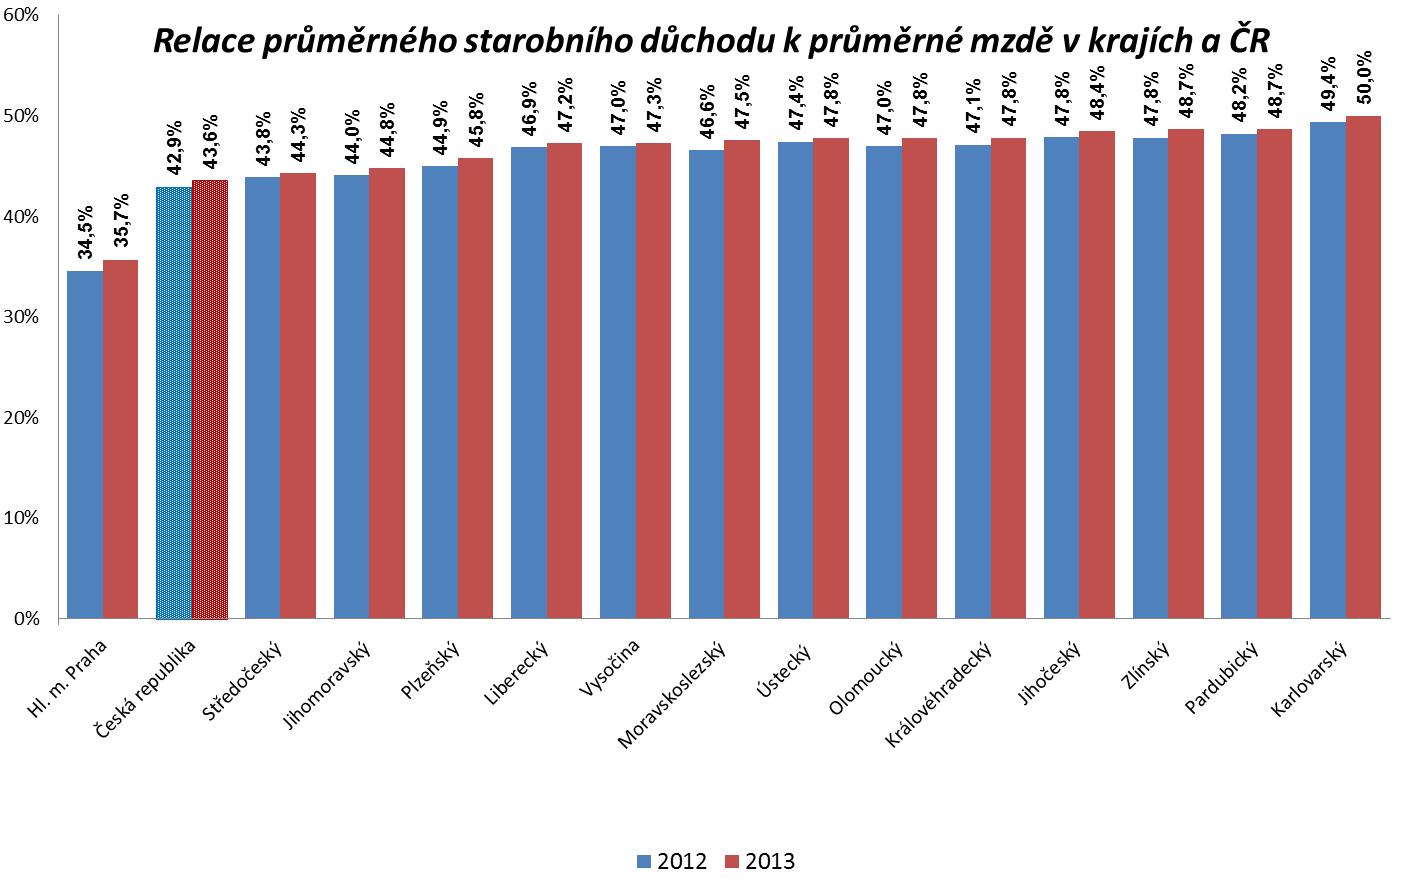 Relace průměrného starobního důchodu k průměrné mzdě v krajích a ČR
60%
50%
40%
30%
20%
10%
0%
34,5%
35,7%
42,9%
43,6%
43,8%
44,3%
44,0%
44,8%
44,9%
45,8%
46,9%
47,2%
47,0%
47,3%
46,6%
47,5%
47,4%
47,8%
47,0%
47,8%
47,1%
47,8%
47,8%
48,4%
47,8%
48,7%
48,2%
48,7%
49,4%
50,0%
Hl. m. Praha
Česká republika
Středočeský
Jihomoravský
Plzeňský
Liberecký
Vysočina
Moravskoslezský
Ústecký
Olomoucký
Královéhradecký
Jihočeský
Zlínský
Pardubický
Karlovarský
2012
2013